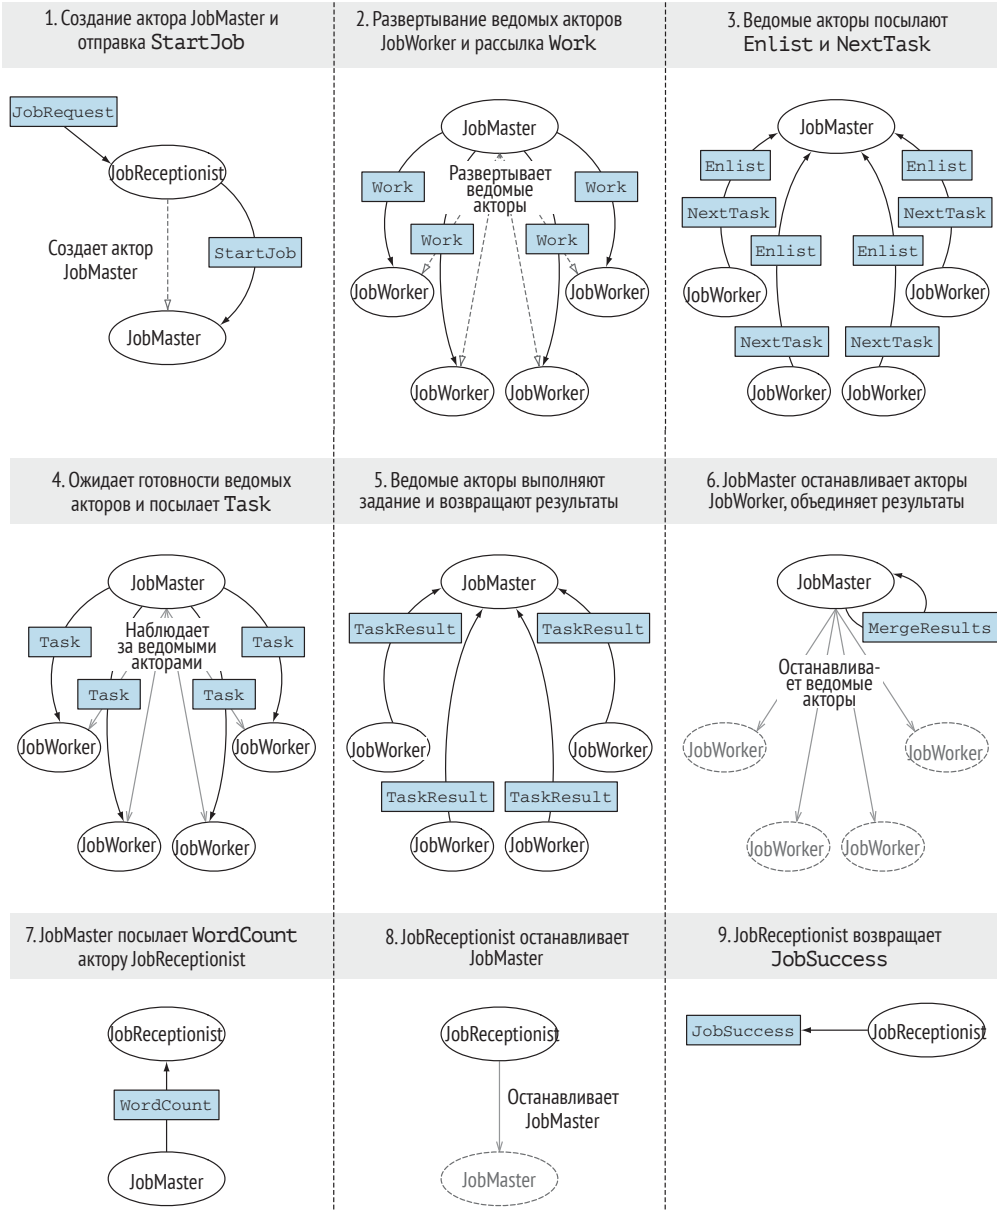 1. Создание актора JobMaster и
отправка StartJob
JobRequest
JobReceptionist
Создает актор
JobMaster
StartJob
JobMaster
2. Развертывание ведомых акторов
JobWorker и рассылка Work
JobMaster
Развертывает
ведомые
акторы
Work
Work
Work
Work
JobWorker
JobWorker
JobWorker
JobWorker
3. Ведомые акторы посылают
Enlist и NextTask
JobMaster
Enlist
Enlist
NextTask
NextTask
Enlist
Enlist
JobWorker
JobWorker
NextTask
NextTask
JobWorker
JobWorker
4. Ожидает готовности ведомых
акторов и посылает Task
JobMaster
Наблюдает
за ведомыми
акторами
Task
Task
Task
Task
JobWorker
JobWorker
JobWorker
JobWorker
5. Ведомые акторы выполняют
задание и возвращают результаты
JobMaster
TaskResult
TaskResult
JobWorker
JobWorker
TaskResult
TaskResult
JobWorker
JobWorker
6. JobMaster останавливает акторы
JobWorker, объединяет результаты
JobMaster
MergeResults
Останавлива-
ет ведомые
акторы
JobWorker
JobWorker
JobWorker
JobWorker
7. JobMaster посылает WordCount
актору JobReceptionist
JobReceptionist
WordCount
JobMaster
8. JobReceptionist останавливает
JobMaster
JobReceptionist
Останавливает
JobMaster
JobMaster
9. JobReceptionist возвращает
JobSuccess
JobSuccess
JobReceptionist